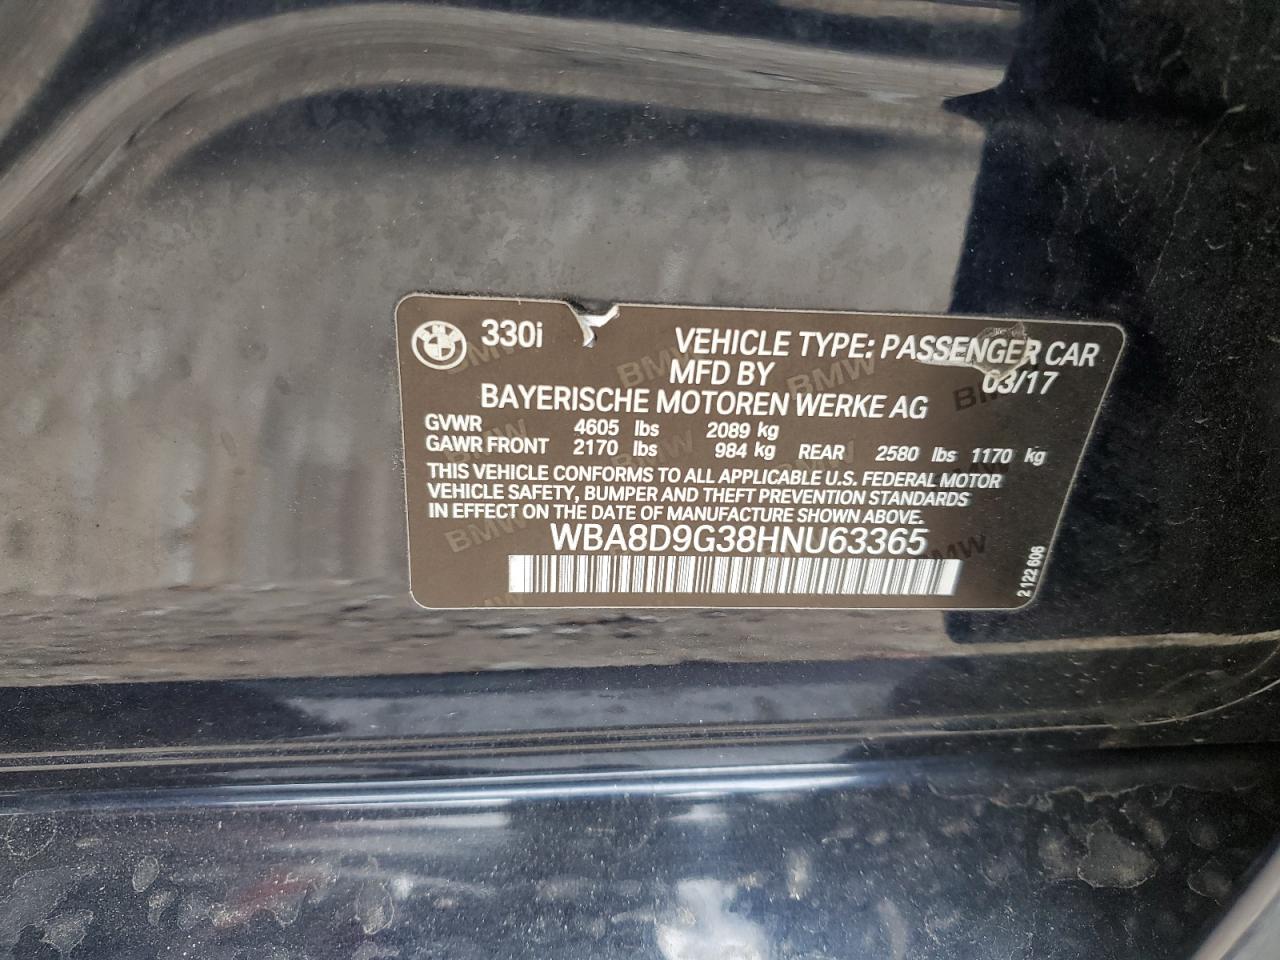 330i VEHICLE TYPE: PASSENGER CAR
MFD BY 03/17
BAYERISCHE MOTOREN WERKE AG
GVWR 4605 lbs 2089 kg
GAWR FRONT 2170 lbs 984 kg REAR 2580 lbs 1170 kg
THIS VEHICLE CONFORMS TO ALL APPLICABLE U.S. FEDERAL MOTOR
VEHICLE SAFETY, BUMPER AND THEFT PREVENTION STANDARDS
IN EFFECT ON THE DATE OF MANUFACTURE SHOWN ABOVE.
WBA8D9G38HNU63365
2 122 606